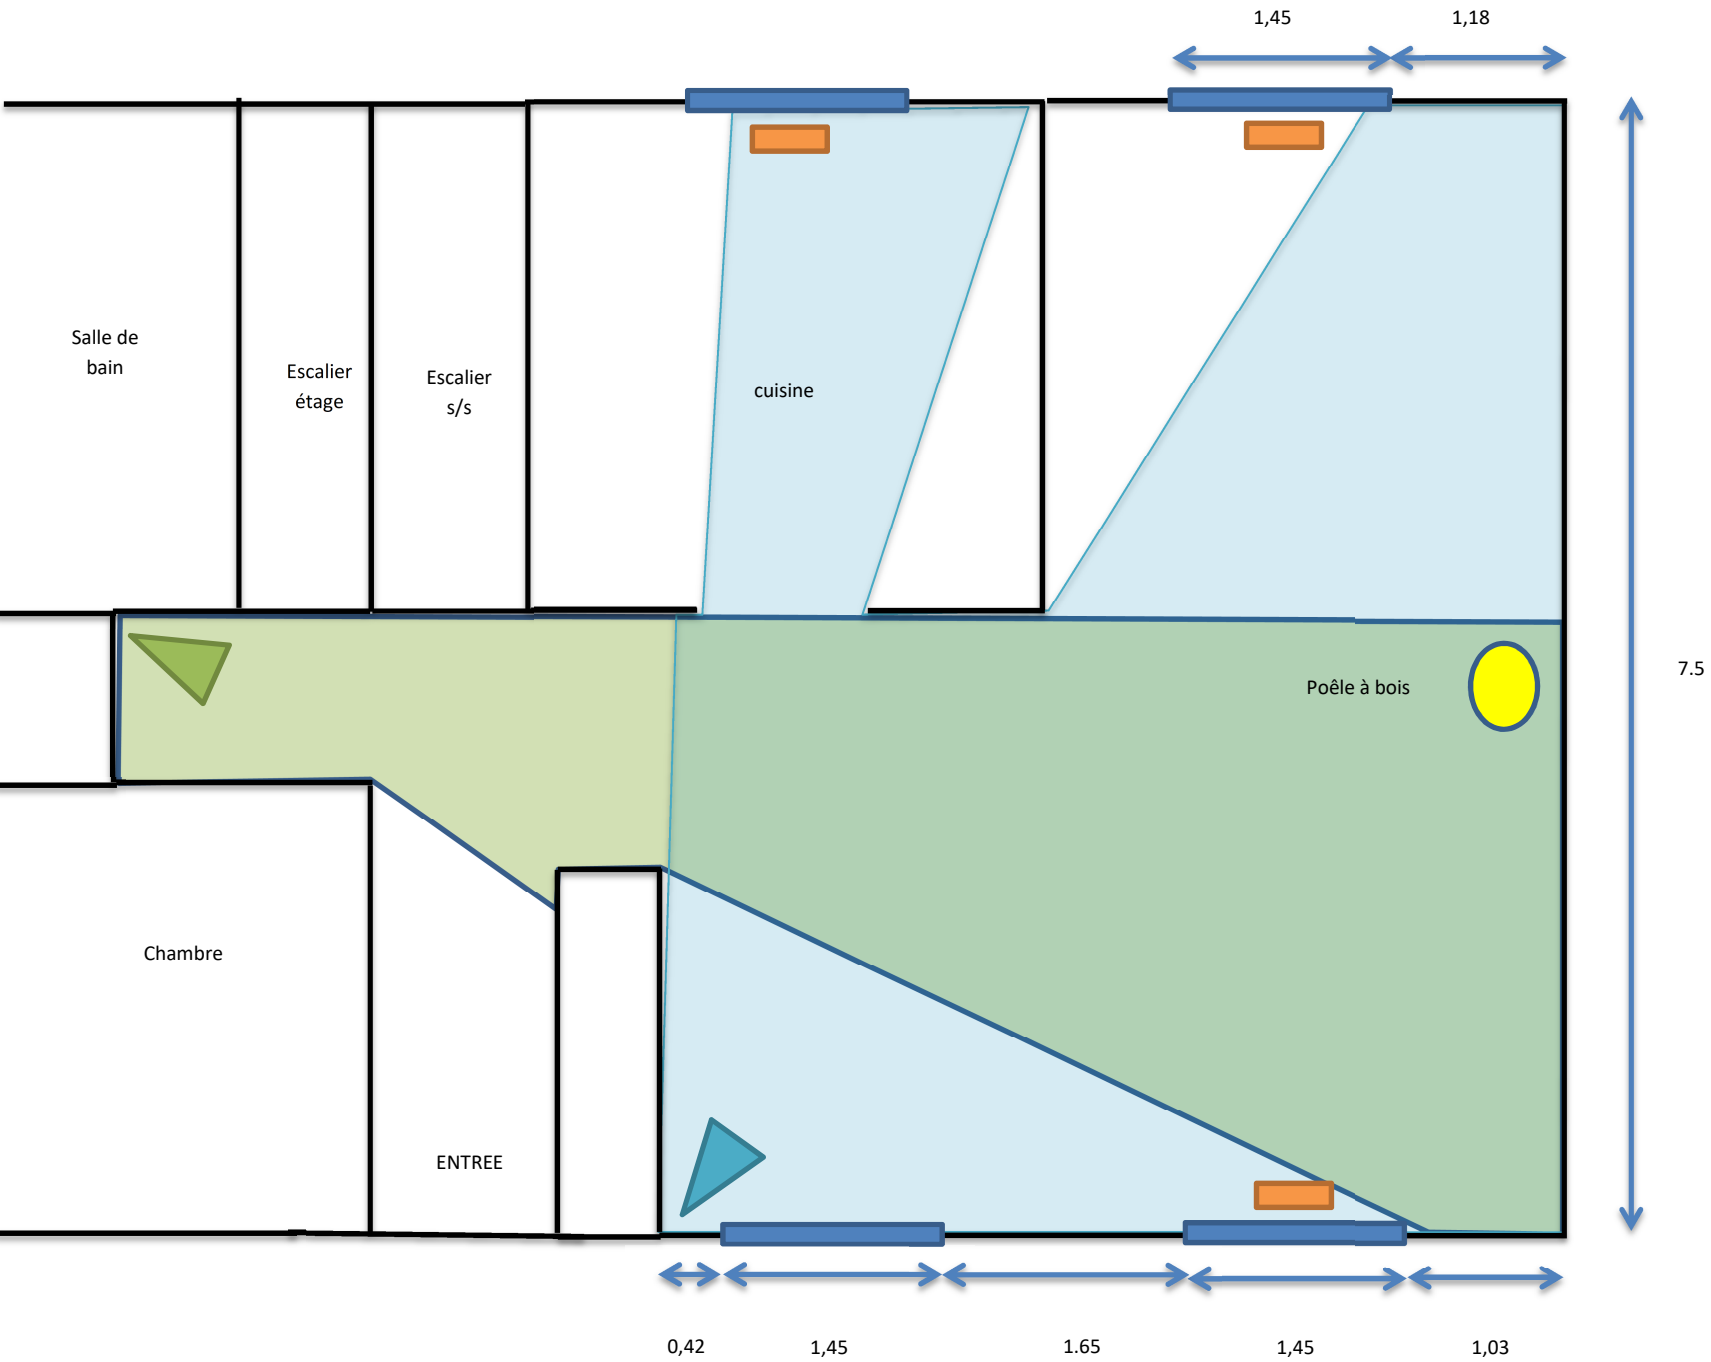 1,45
1,18
Salle de
bain
Escalier
étage
Escalier
s/s
cuisine
7.5
Poêle à bois
Chambre
ENTREE
0,42
1,45
1.65
1,45
1,03